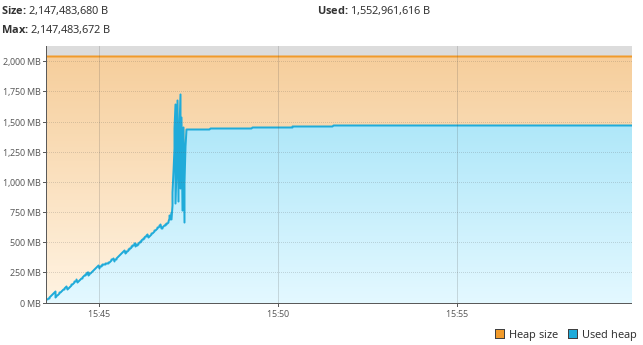 Size: 2,147,483,680 B
Used: 1,552,961,616 B
Max: 2,147,483,672 B
2,000 MB
1,750 MB
1,500 MB
1,250 MB
1,000 MB
750 MB
500 MB
250 MB
0 MB
15:45
15:50
15:55
Heap size
Used heap